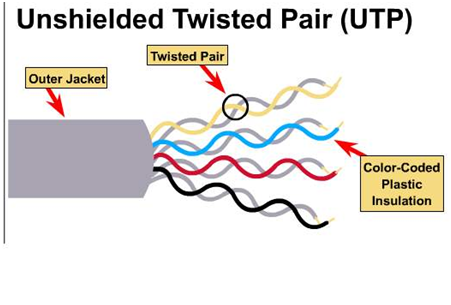 Unshielded Twisted Pair (UTP)
Twisted Pair
Outer Jacket
Color-Coded
Plastic
Insulation